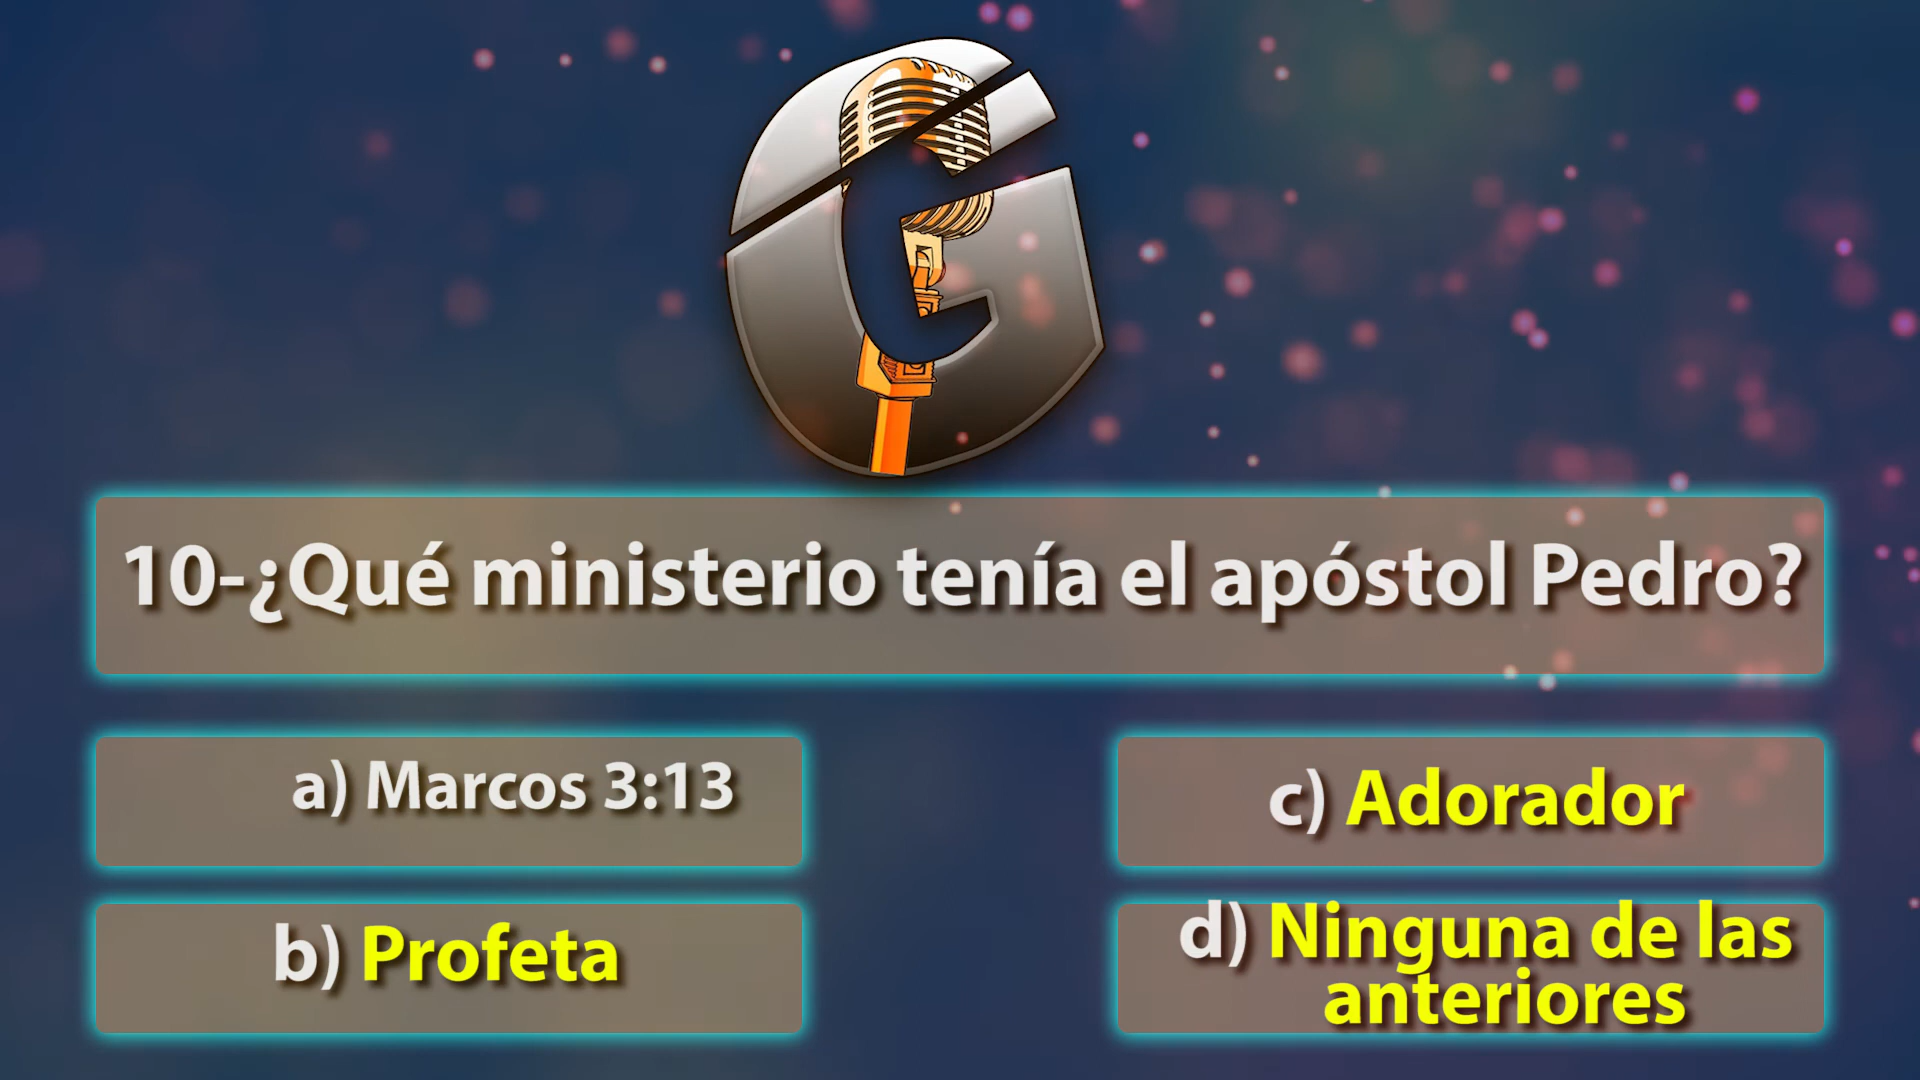 10-¿Qué ministerio tenía el apóstol Pedro?
a) Marcos 3:13
b) Profeta
c) Adorador
d) Ninguna de las
anteriores